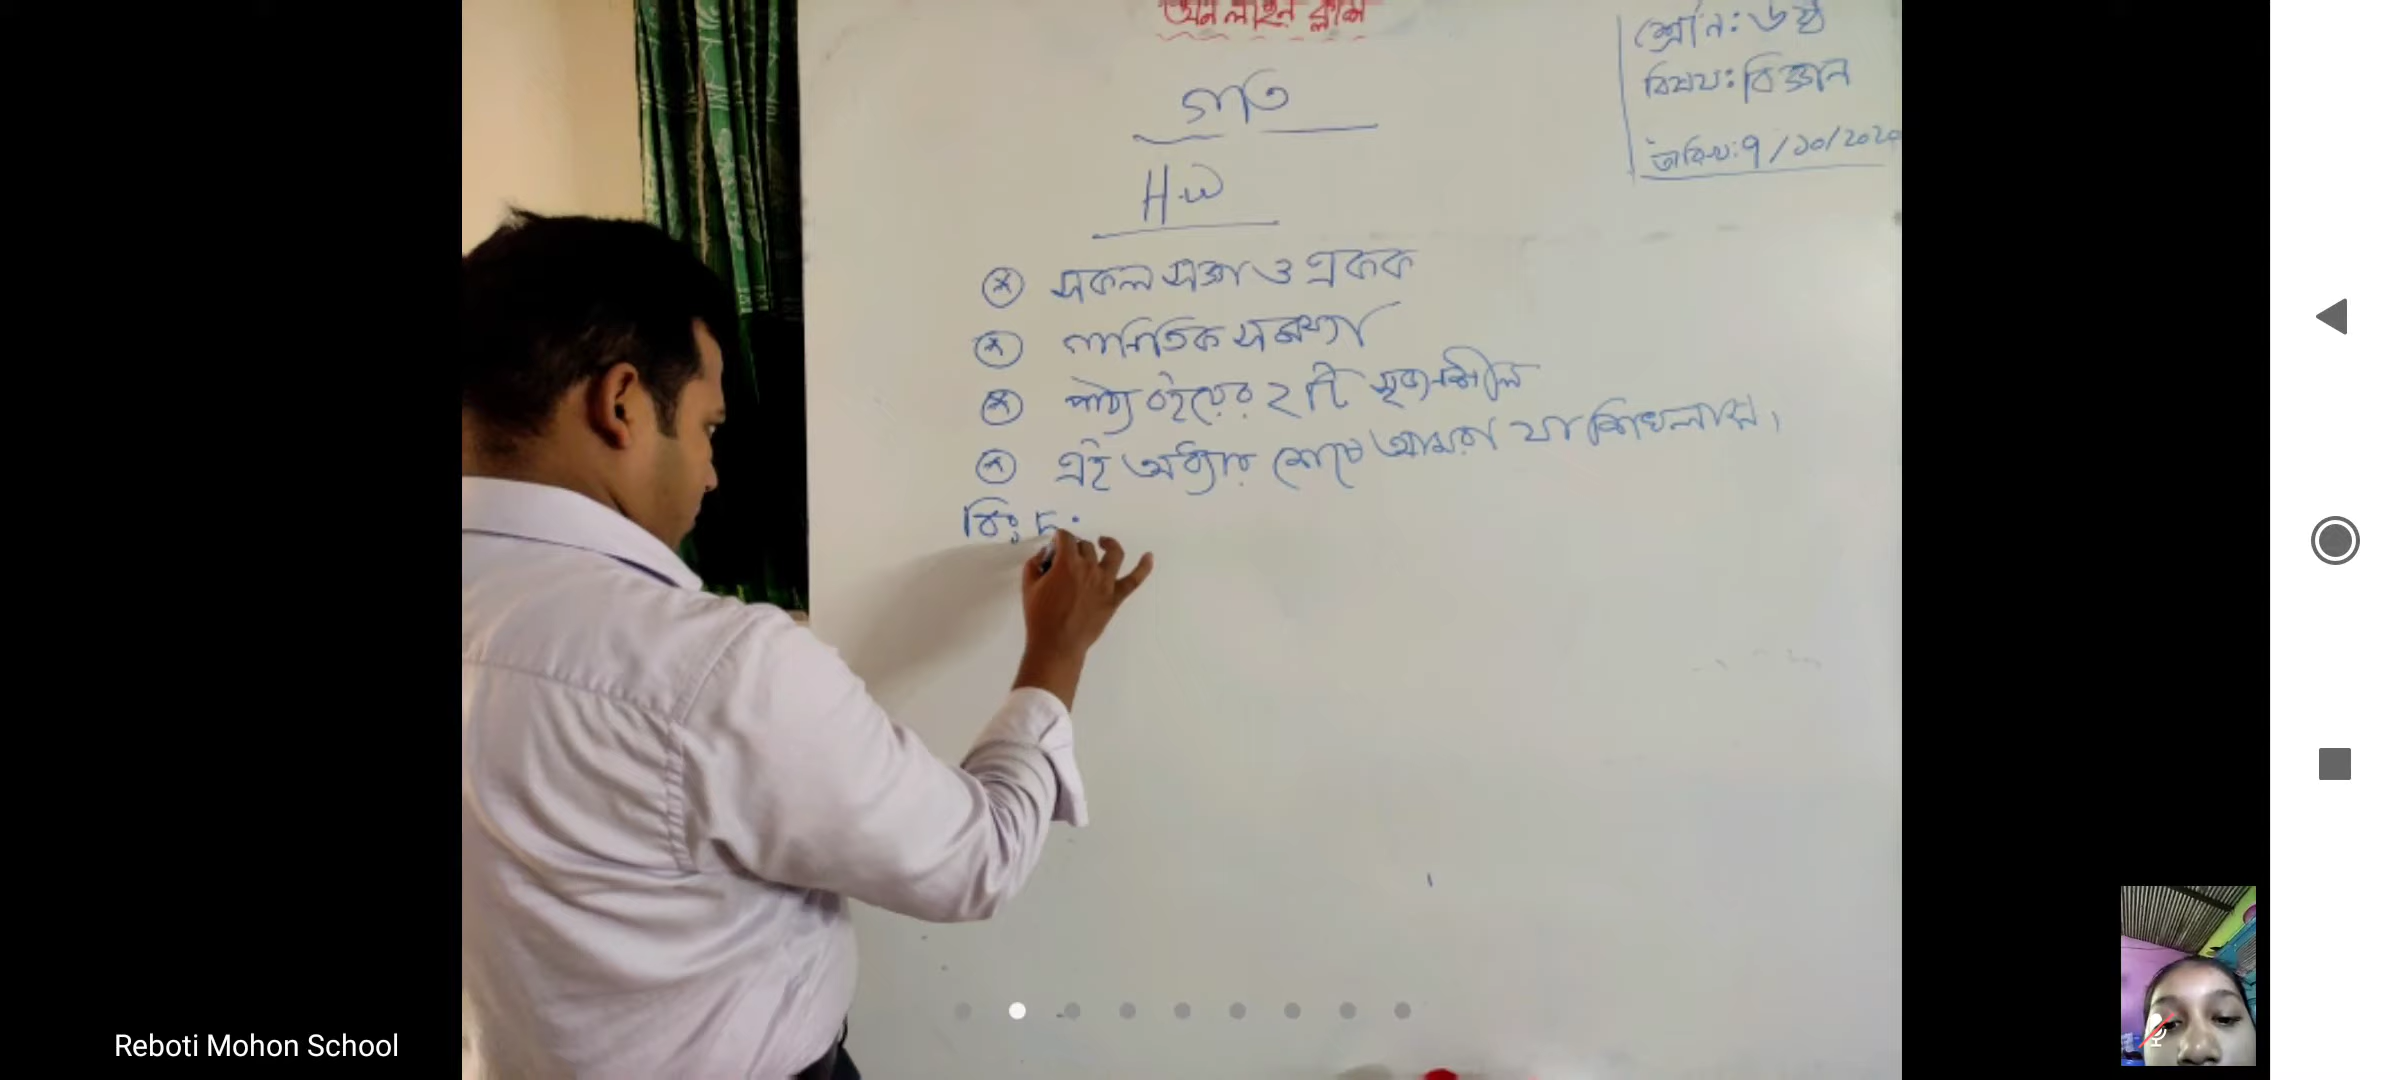 অনলাইন ক্লাস
শ্রেনি: ৬ষ্ঠ
বিষয়: বিজ্ঞান
তারিখ: ৭/১০/২০২০
গতি
H.W
সকল সজ্ঞা ও একক
গানিতিক সমস্যা
পাঠ্য বইয়ের ২টি সৃজনশীল
এই অধ্যায় শেষে আমরা যা শিখলাম।
বিঃ দ্র:
Reboti Mohon School